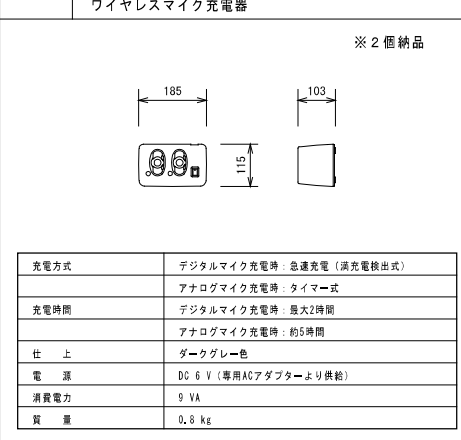 ワイヤレスマイク充電器
※2個納品
185
103
115
充電方式 デジタルマイク充電時：急速充電（満充電検出式）
アナログマイク充電時：タイマー式
充電時間 デジタルマイク充電時：最大2時間
アナログマイク充電時：約5時間
仕　上 ダークグレー色
電　源 DC 6 V（専用ACアダプターより供給）
消費電力 9 VA
質　量 0.8 kg